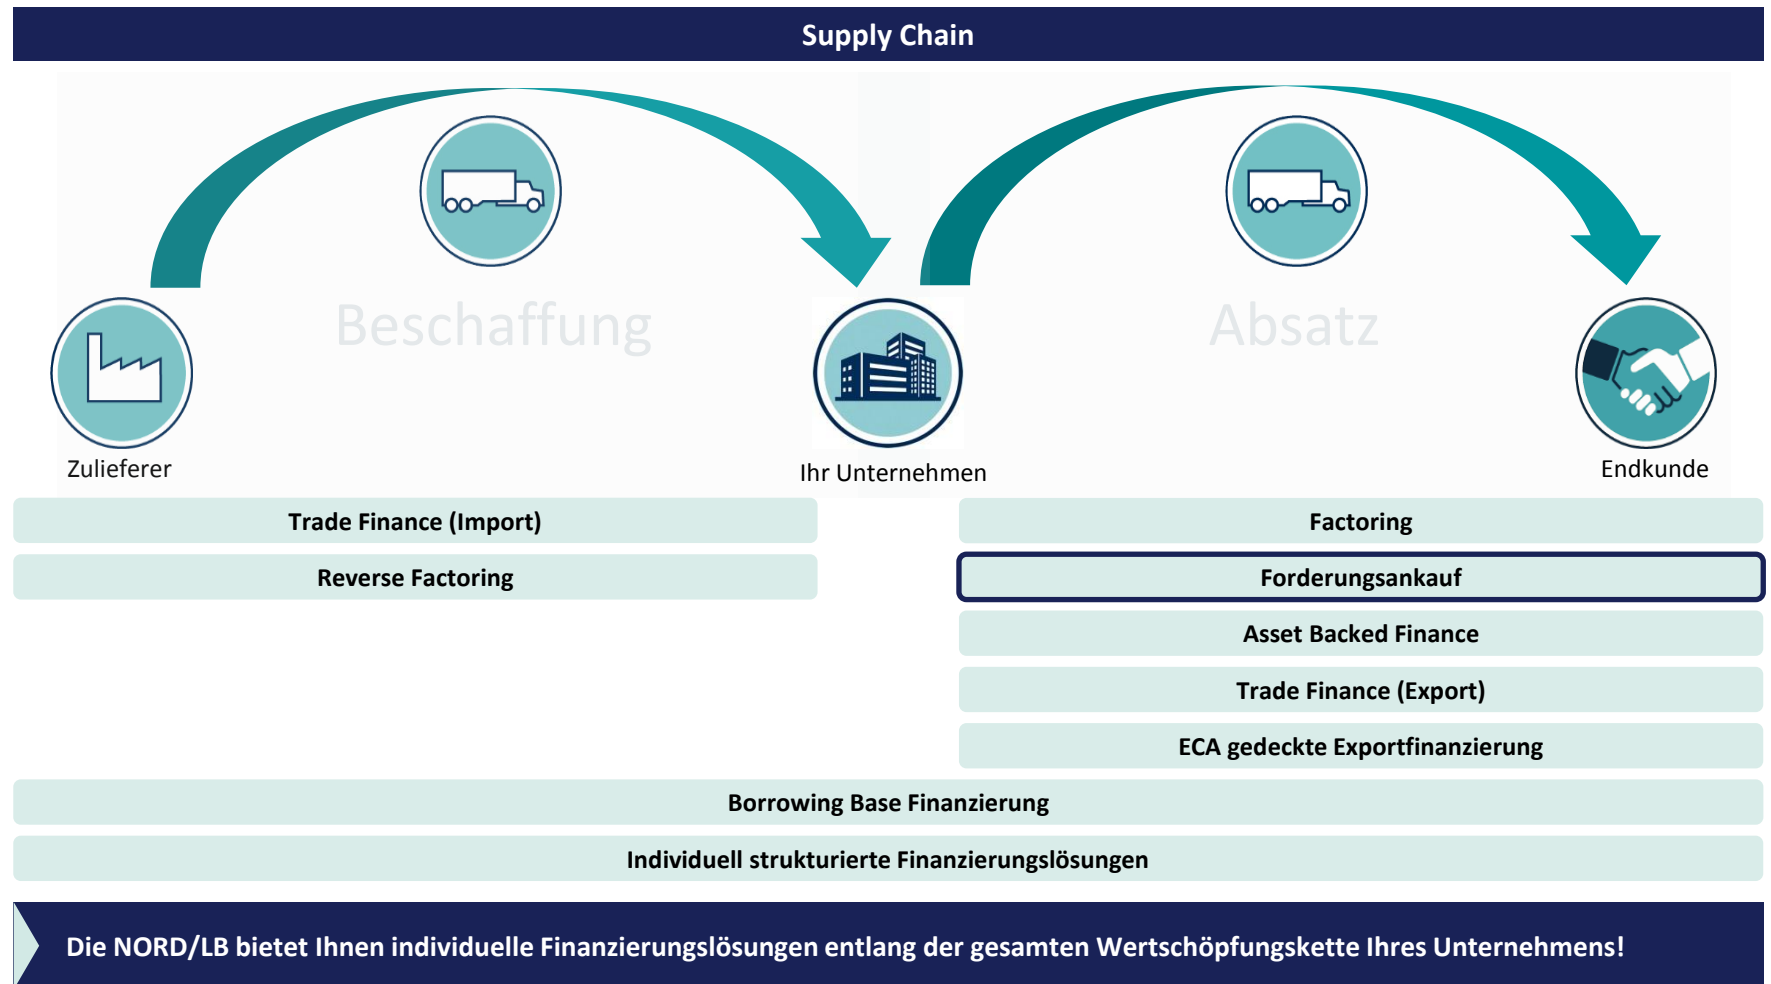 Supply Chain
Beschaffung
Absatz
Zulieferer
Ihr Unternehmen
Endkunde
Trade Finance (Import)
Reverse Factoring
Factoring
Forderungsankauf
Asset Backed Finance
Trade Finance (Export)
ECA gedeckte Exportfinanzierung
Borrowing Base Finanzierung
Individuell strukturierte Finanzierungslösungen
Die NORD/LB bietet Ihnen individuelle Finanzierungslösungen entlang der gesamten Wertschöpfungskette Ihres Unternehmens!